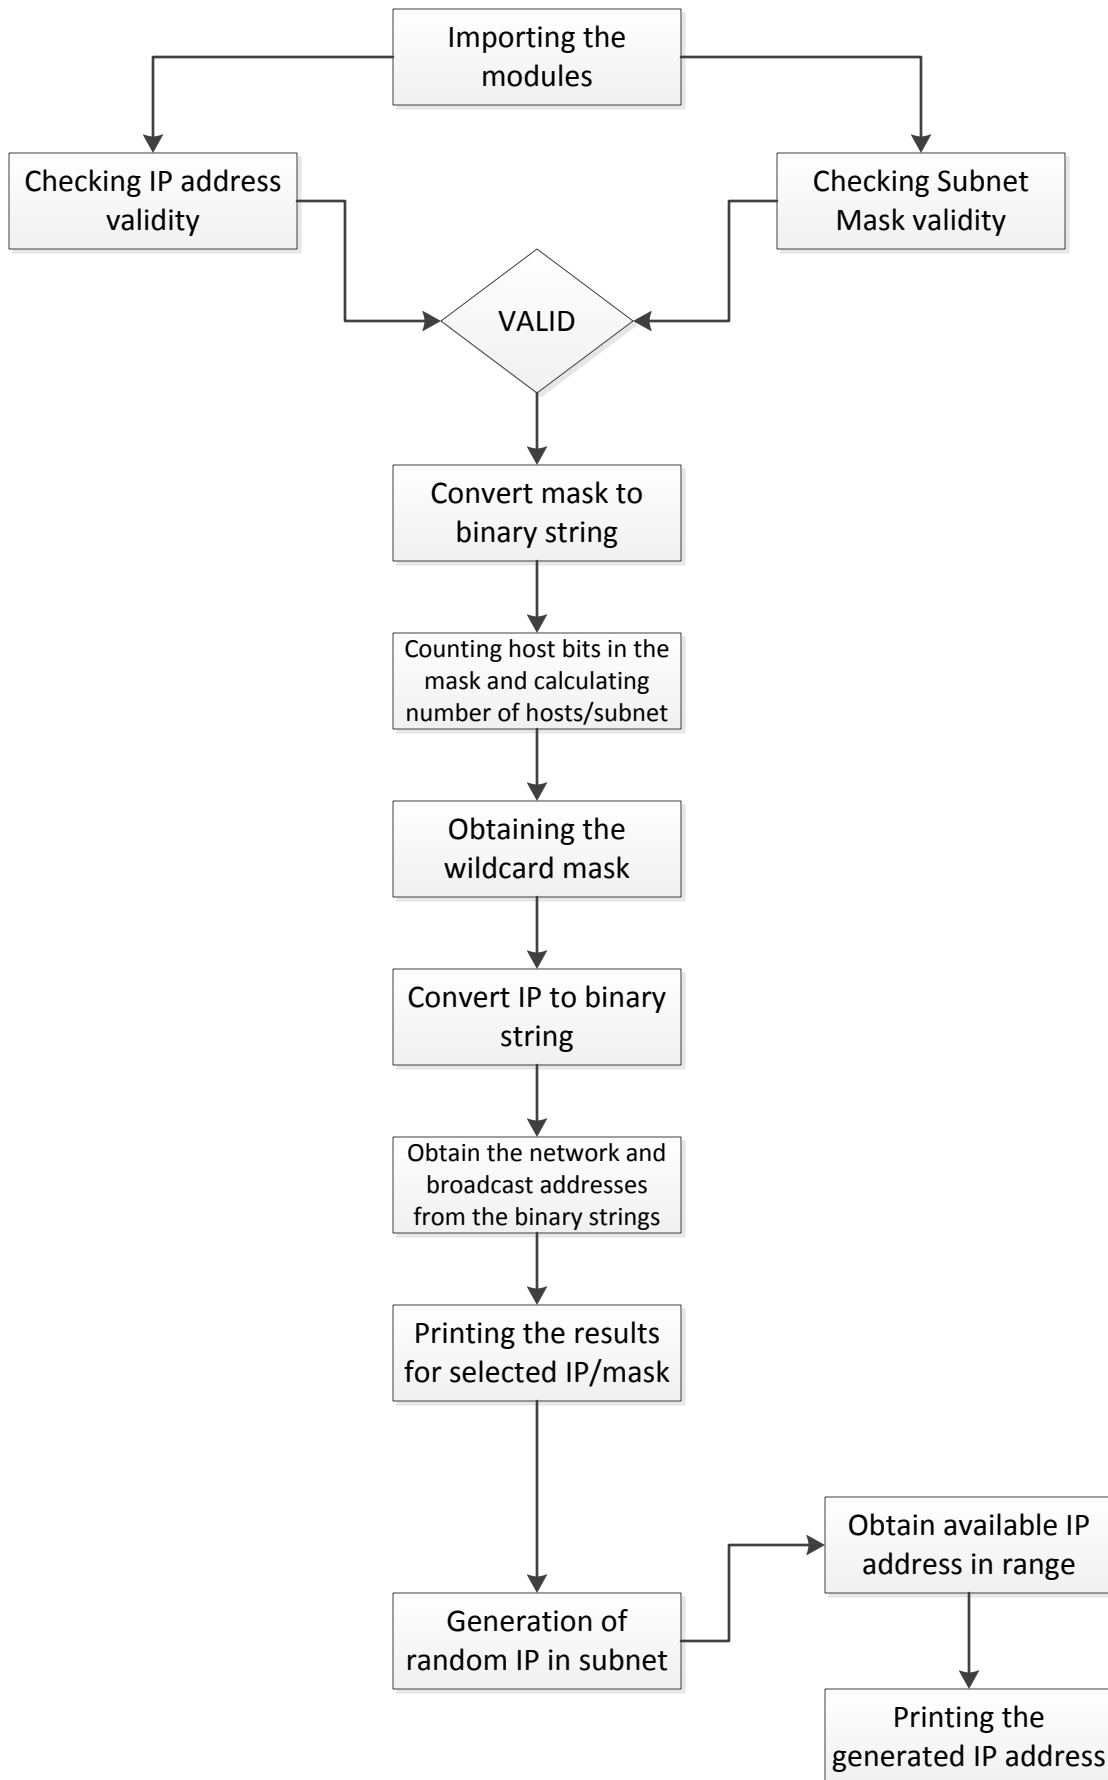 Importing the
modules
Checking IP address
validity
Checking Subnet
Mask validity
VALID
Convert mask to
binary string
Counting host bits in the
mask and calculating
number of hosts/subnet
Obtaining the
wildcard mask
Convert IP to binary
string
Obtain the network and
broadcast addresses
from the binary strings
Printing the results
for selected IP/mask
Generation of
random IP in subnet
Obtain available IP
address in range
Printing the
generated IP address